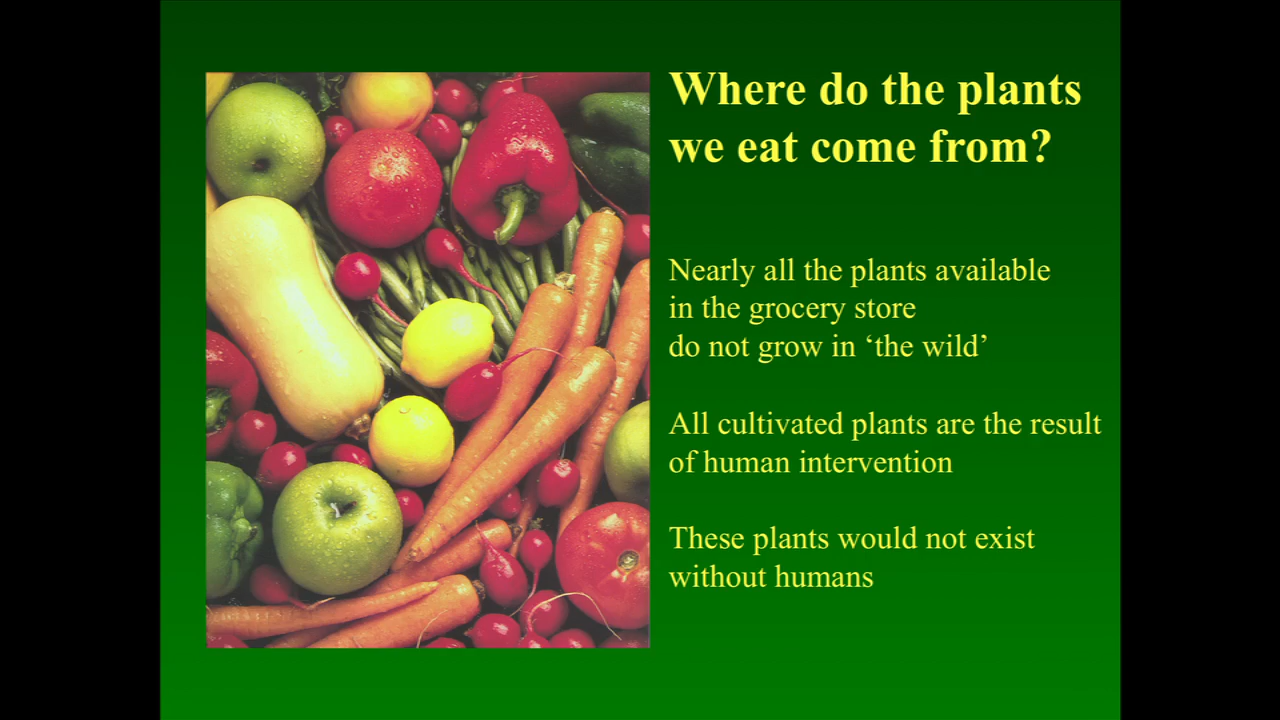 Where do the plants
we eat come from?
Nearly all the plants available
in the grocery store
do not grow in ‘the wild’
All cultivated plants are the result
of human intervention
These plants would not exist
without humans